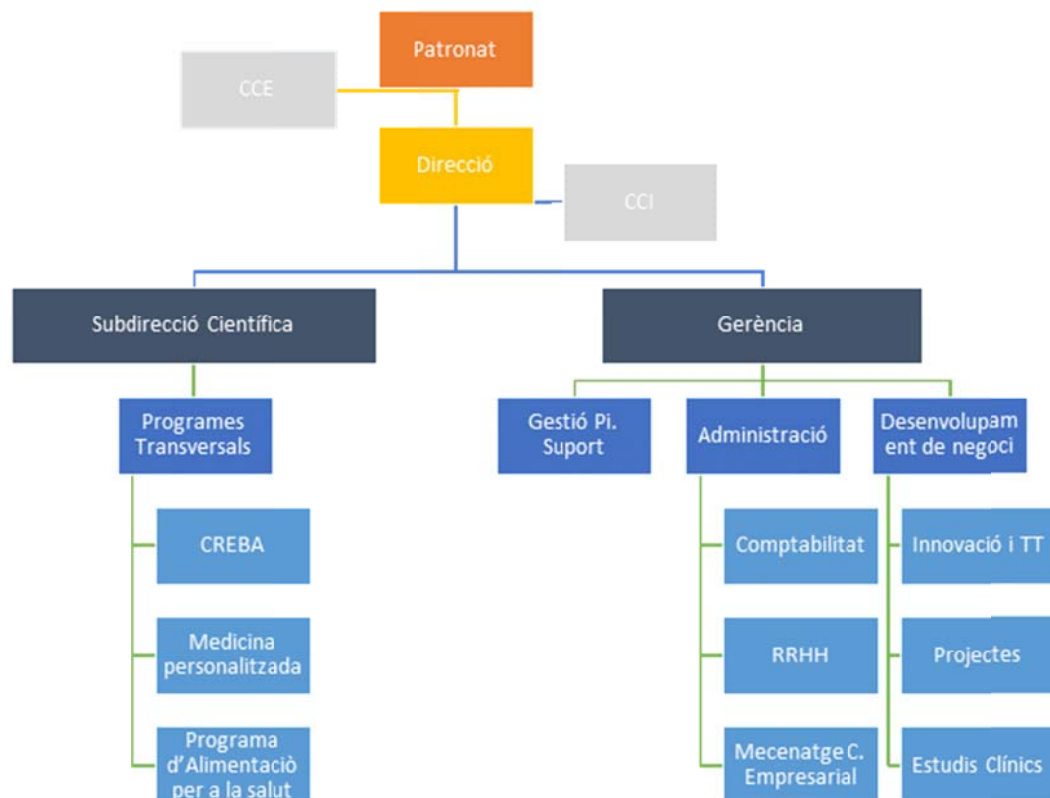 Patronat
CCE
Direcció
CCI
Subdirecció Científica
Gerència
Programes
Transversals
Gestió Pi.
Suport
Administració
Desenvolupam
ent de negoci
CREBA
Comptabilitat
Innovació i TT
Medicina
personalitzada
RRHH
Projectes
Programa
d'Alimentaciò
per a la salut
Mecenatge C.
Empresarial
Estudis Clínics